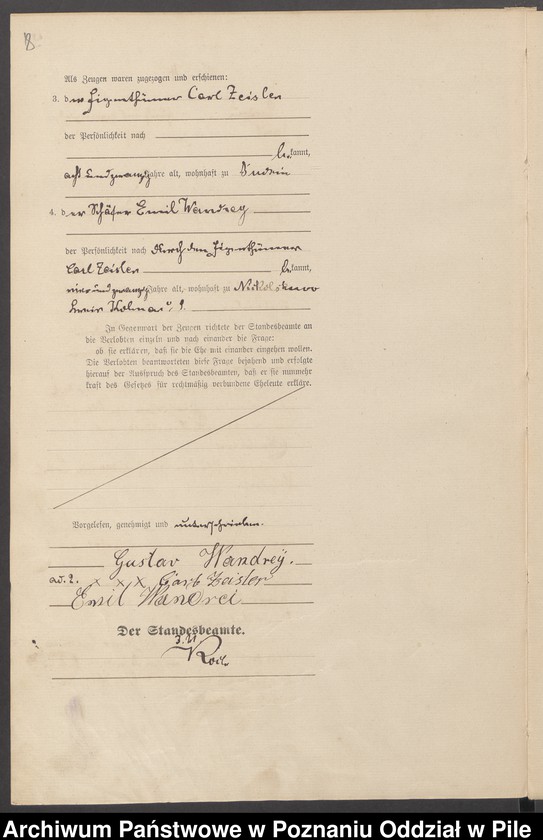 8
Als Zeugen waren zugezogen und erschienen:
3. der Eigenthümer Carl Zeisler
der Persönlichkeit nach
bekannt,
acht und zwanzig Jahre alt, wohnhaft zu
4. der Schäfer Emil Wandrey
der Persönlichkeit nach durch den Eigenthümer
Carl Zeisler bekannt,
vier und zwanzig Jahre alt, wohnhaft zu
Kreis Kolmar i/P.
In Gegenwart der Zeugen richtete der Standesbeamte an
die Verlobten einzeln und nach einander die Frage:
ob sie erklären, daß sie die Ehe mit einander eingehen wollen.
Die Verlobten beantworteten diese Frage bejahend und erfolgte
hierauf der Ausspruch des Standesbeamten, daß er sie nunmehr
kraft des Gesetzes für rechtmäßig verbundene Eheleute erkläre.
Vorgelesen, genehmigt und unterschrieben.
Gustav Wandrey.
ad. 2. x x x Carl Zeisler
Emil Wandrei
Der Standesbeamte.
Archiwum Państwowe w Poznaniu Oddział w Pile